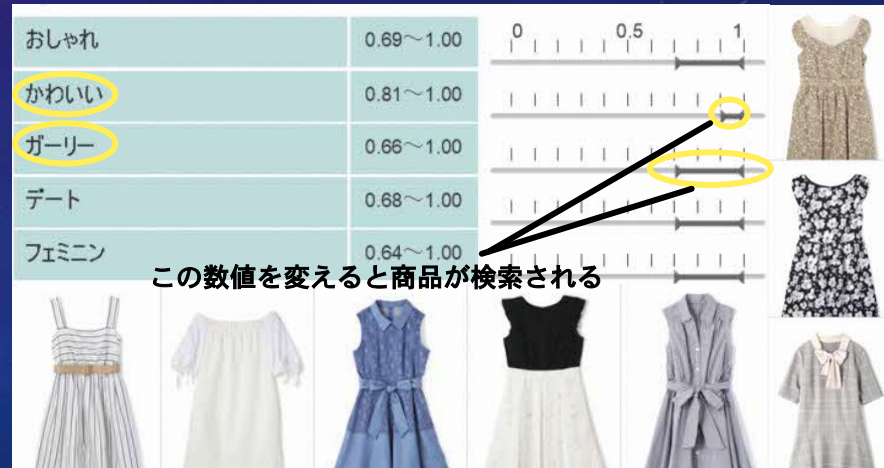 おしゃれ 0.69～1.00 0 0.5 1
かわいい 0.81～1.00
ガーリー 0.66～1.00
デート 0.68～1.00
フェミニン 0.64～1.00
この数値を変えると商品が検索される